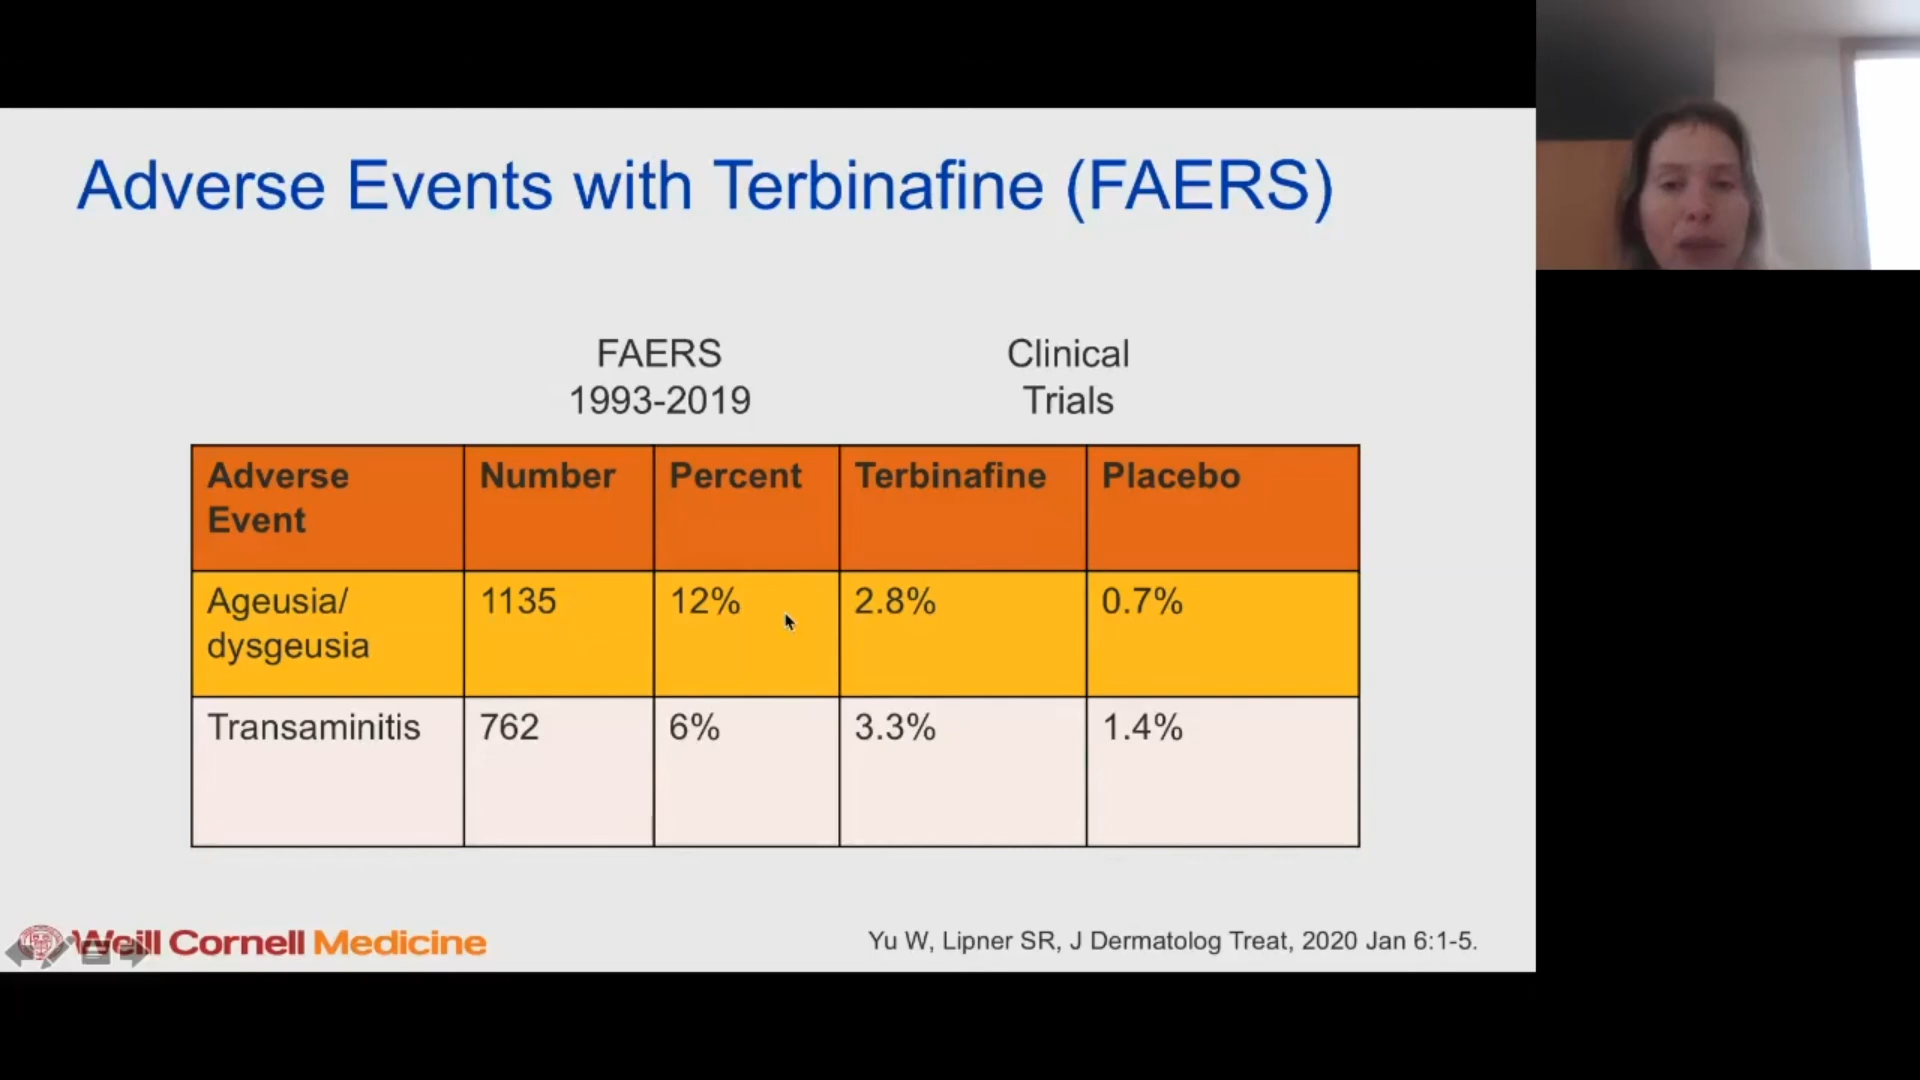 Adverse Events with Terbinafine (FAERS)
FAERS
1993-2019
Clinical
Trials
Adverse
Event
Number
Percent
Terbinafine
Placebo
Ageusia/
dysgeusia
1135
12%
2.8%
0.7%
Transaminitis
762
6%
3.3%
1.4%
Weill Cornell Medicine
Yu W, Lipner SR, J Dermatolog Treat, 2020 Jan 6:1-5.